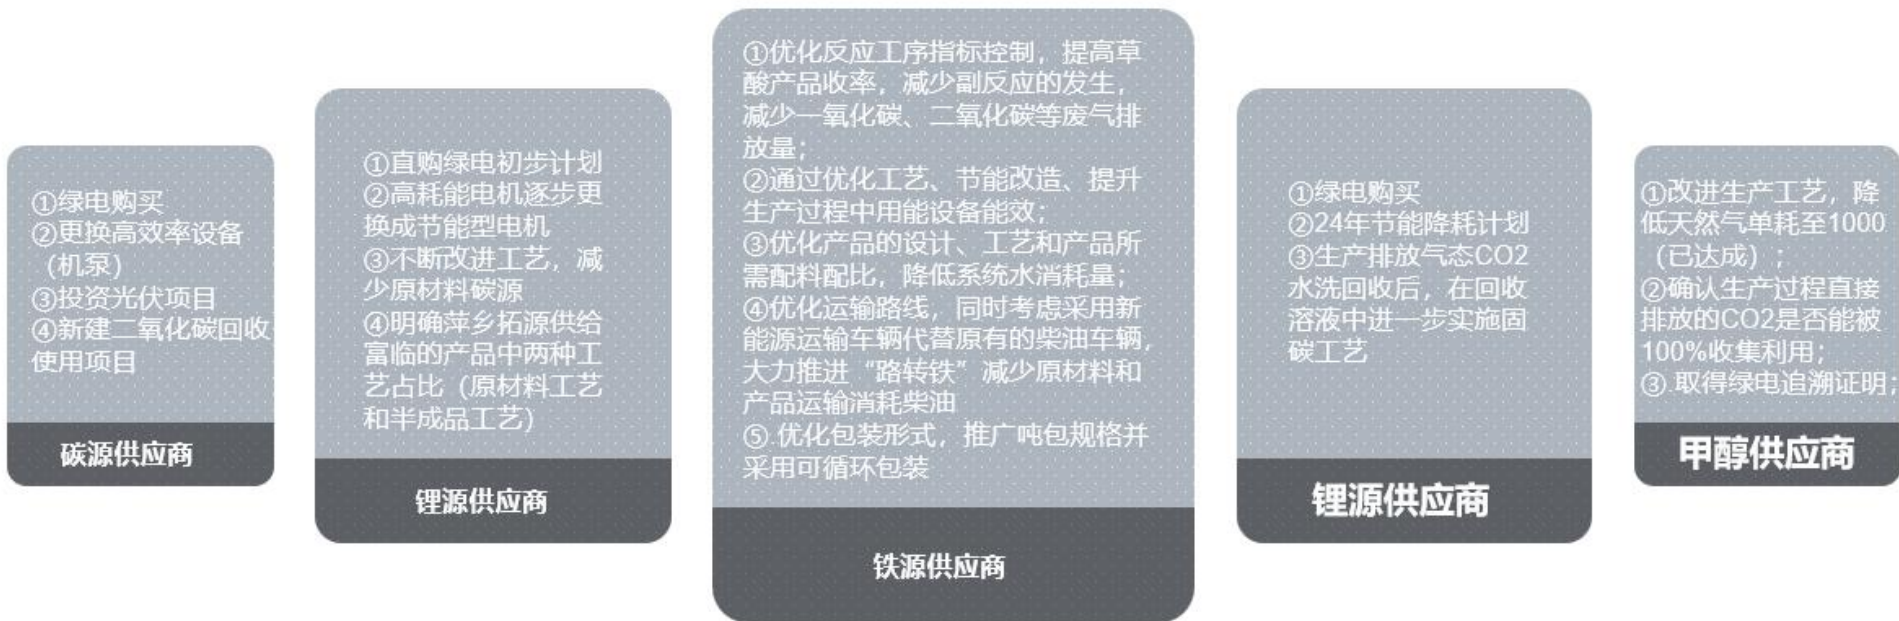 ①绿电购买
②更换高效率设备
（机泵）
③投资光伏项目
④新建二氧化碳回收
使用项目
碳源供应商
①直购绿电初步计划
②高耗能电机逐步更
换成节能型电机
③不断改进工艺，减
少原材料碳源
④明确萍乡拓源供给
富临的产品中两种工
艺占比（原材料工艺
和半成品工艺）
锂源供应商
①优化反应工序指标控制，提高草
酸产品收率，减少副反应的发生，
减少一氧化碳、二氧化碳等废气排
放量；
②通过优化工艺、节能改造、提升
生产过程中用能设备能效；
③优化产品的设计、工艺和产品所
需配料配比，降低系统水消耗量；
④优化运输路线，同时考虑采用新
能源运输车辆代替原有的柴油车辆，
大力推进“路转铁”减少原材料和
产品运输消耗柴油
⑤.优化包装形式，推广吨包规格并
采用可循环包装
铁源供应商
①绿电购买
②24年节能降耗计划
③生产排放气态CO2
水洗回收后，在回收
溶液中进一步实施固
碳工艺
锂源供应商
①改进生产工艺，降
低天然气单耗至1000
（已达成）；
②确认生产过程直接
排放的CO2是否能被
100%收集利用；
③.取得绿电追溯证明；
甲醇供应商